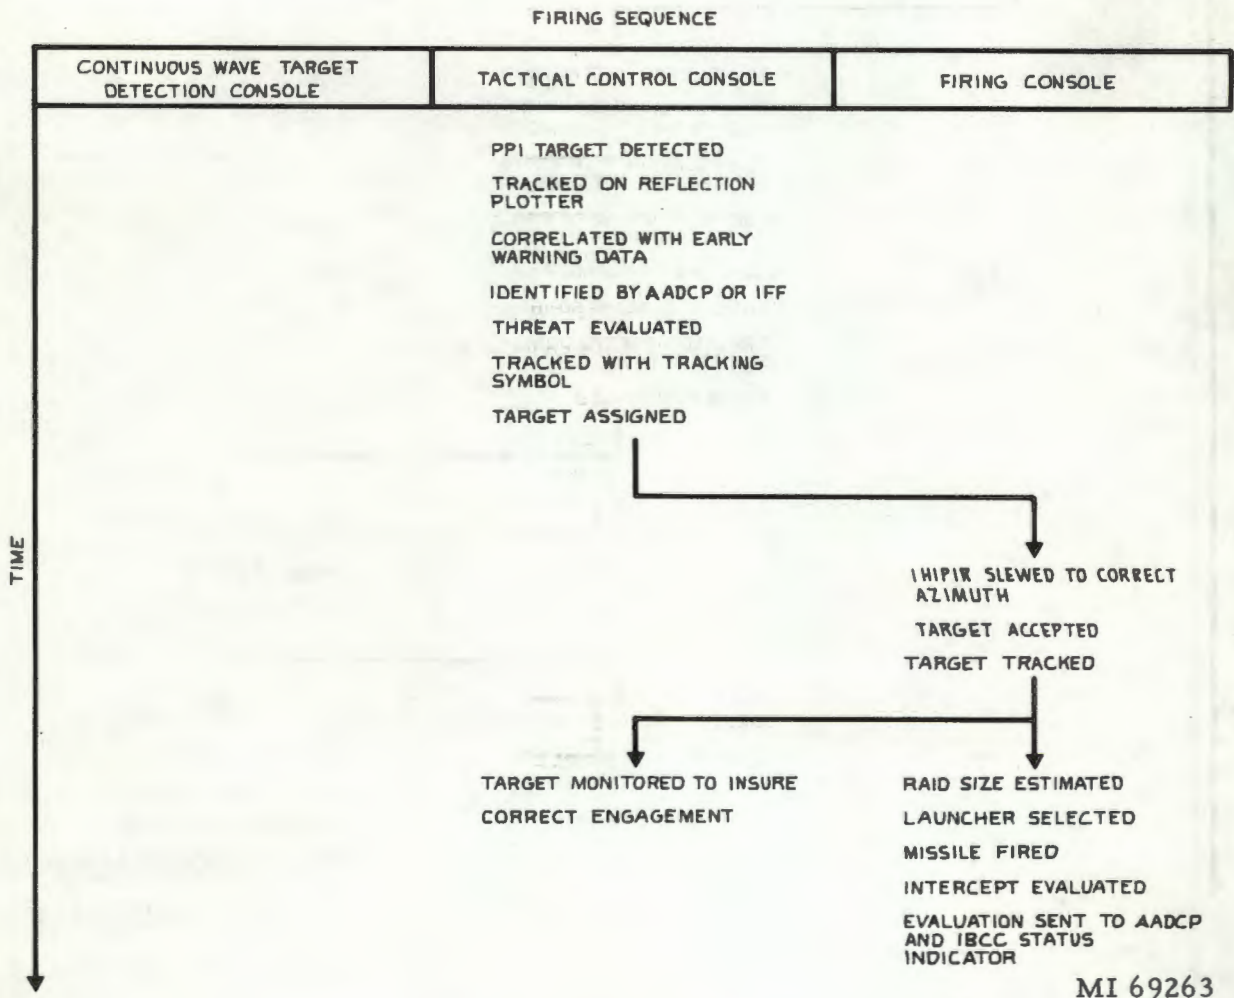 FIRING SEQUENCE
CONTINUOUS WAVE TARGET
DETECTION CONSOLE
TACTICAL CONTROL CONSOLE
FIRING CONSOLE
TIME
PPI TARGET DETECTED
TRACKED ON REFLECTION
PLOTTER
CORRELATED WITH EARLY
WARNING DATA
IDENTIFIED BY AADCP OR IFF
THREAT EVALUATED
TRACKED WITH TRACKING
SYMBOL
TARGET ASSIGNED
IHIPIR SLEWED TO CORRECT
AZIMUTH
TARGET ACCEPTED
TARGET TRACKED
TARGET MONITORED TO INSURE
CORRECT ENGAGEMENT
RAID SIZE ESTIMATED
LAUNCHER SELECTED
MISSILE FIRED
INTERCEPT EVALUATED
EVALUATION SENT TO AADCP
AND IBCC STATUS
INDICATOR
MI 69263